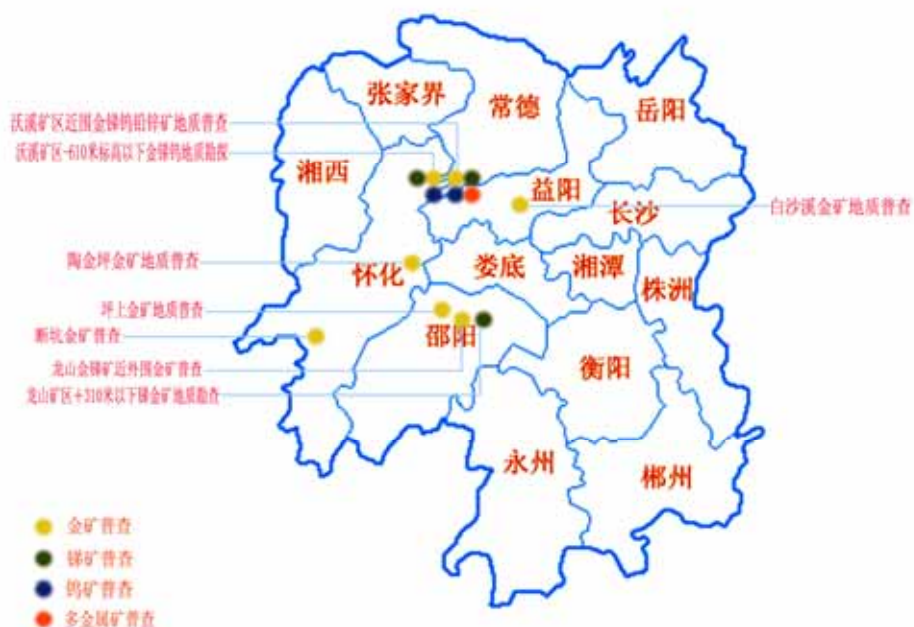 张家界
常德
岳阳
沃溪矿区近围金锑钨铅锌矿地质普查
沃溪矿区-610米标高以下金锑钨地质勘探
湘西
益阳
长沙
白沙溪金矿地质普查
陶金坪金矿地质普查
怀化
娄底
湘潭
株洲
坪上金矿地质普查
断坑金矿普查
邵阳
衡阳
龙山金锑矿近外围金矿普查
龙山矿区+310米以下锑金矿地质勘查
永州
郴州
金矿普查
锑矿普查
钨矿普查
多金属矿普查